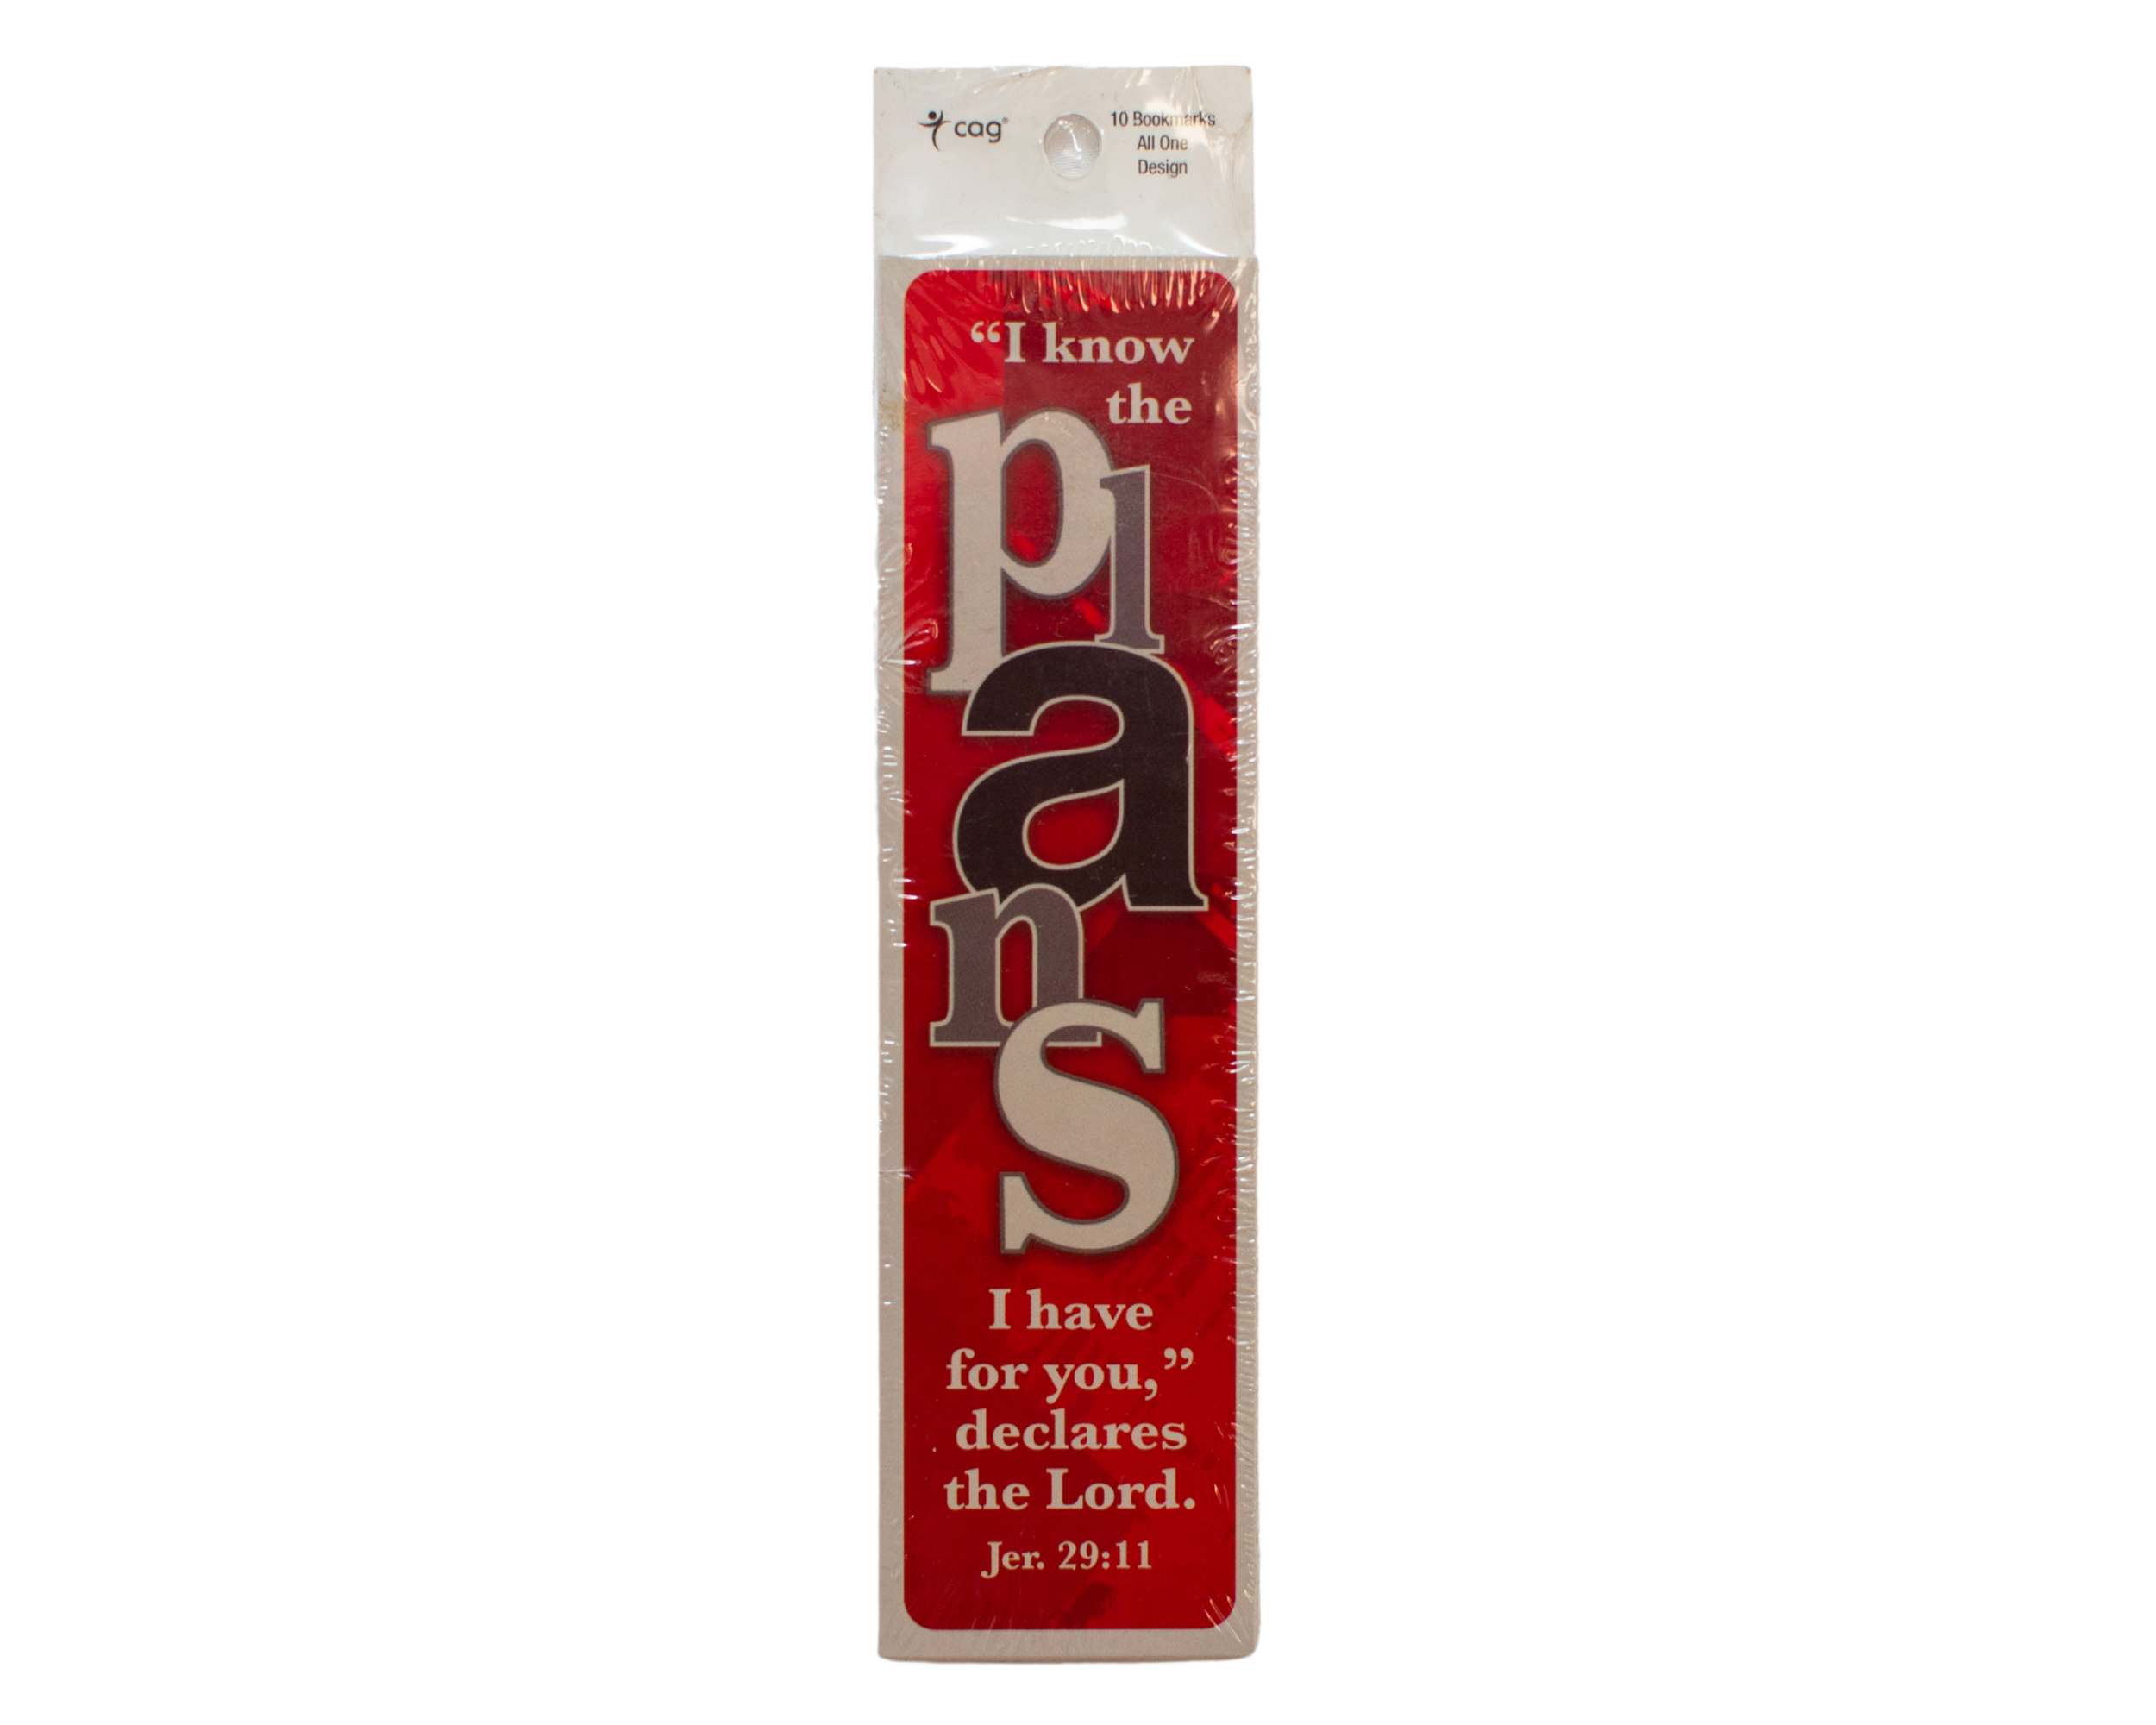 cag®
10 Bookmarks
All One
Design
“I know
the
plans
I have
for you,”
declares
the Lord.
Jer. 29:11